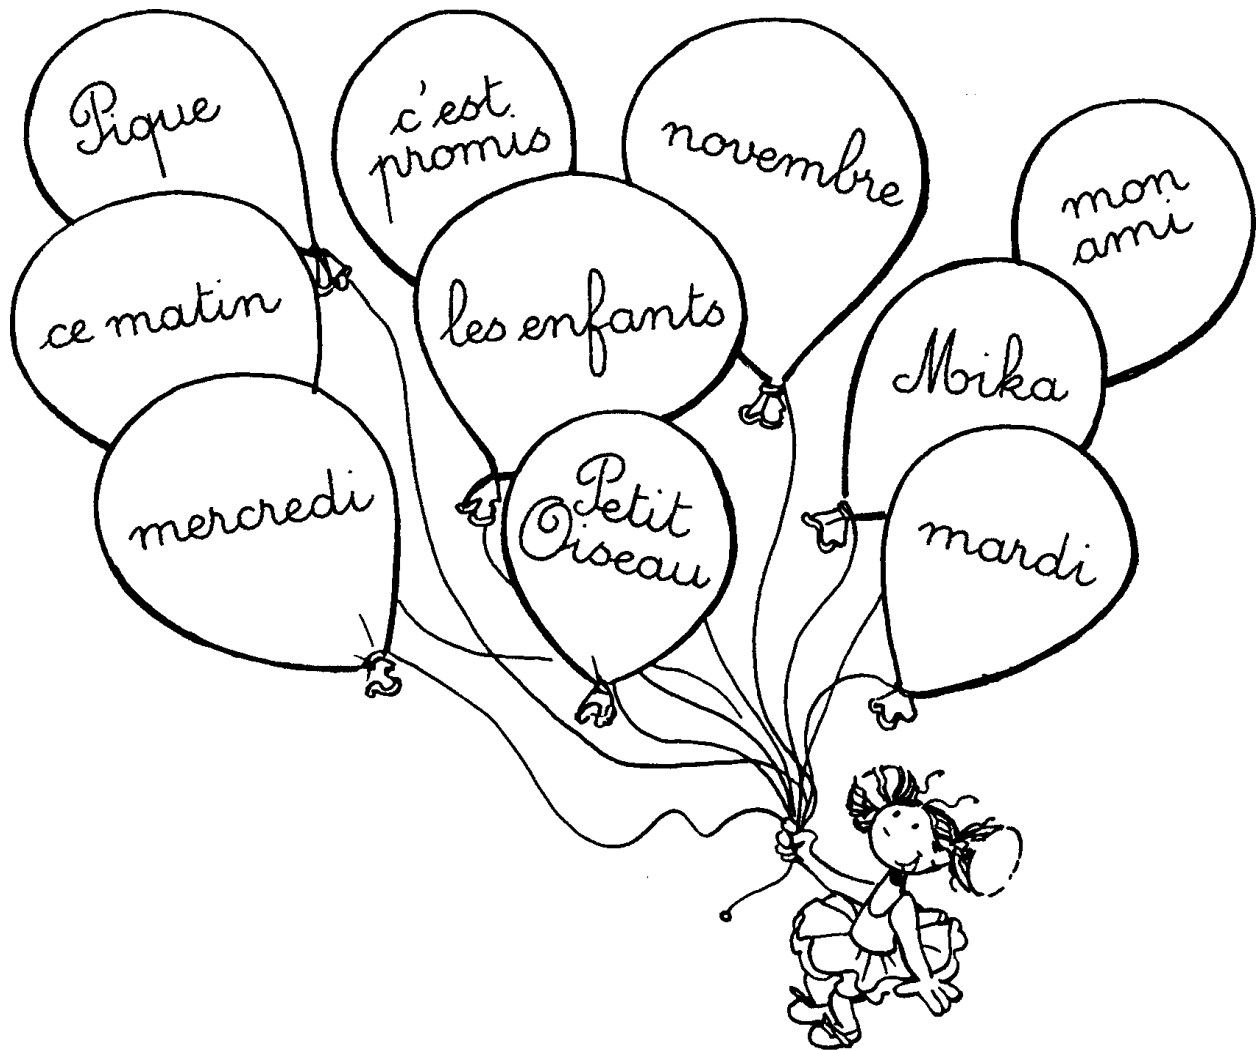 Pique
c'est
promis
novembre
mon
ami
ce matin
les enfants
Mika
mercredi
Petit
Oiseau
mardi